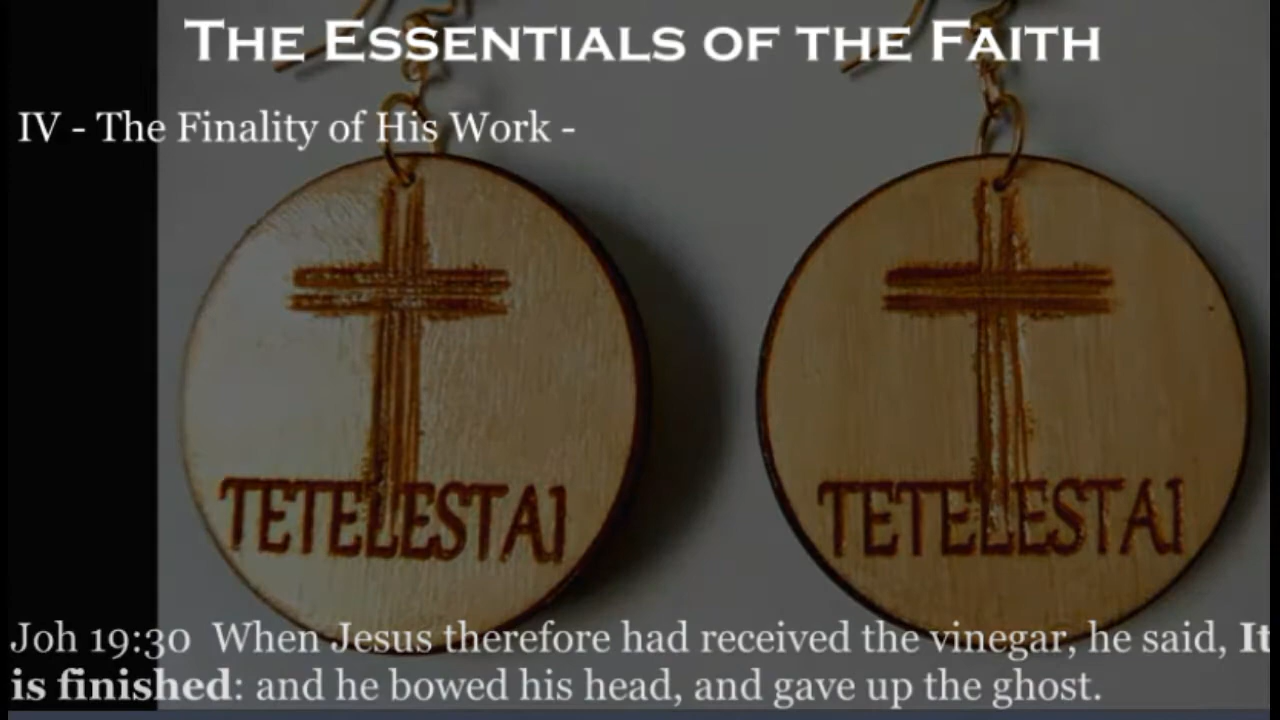 The Essentials of the Faith
IV - The Finality of His Work -
TETELESTAI
TETELESTAI
Joh 19:30 When Jesus therefore had received the vinegar, he said, It
is finished: and he bowed his head, and gave up the ghost.